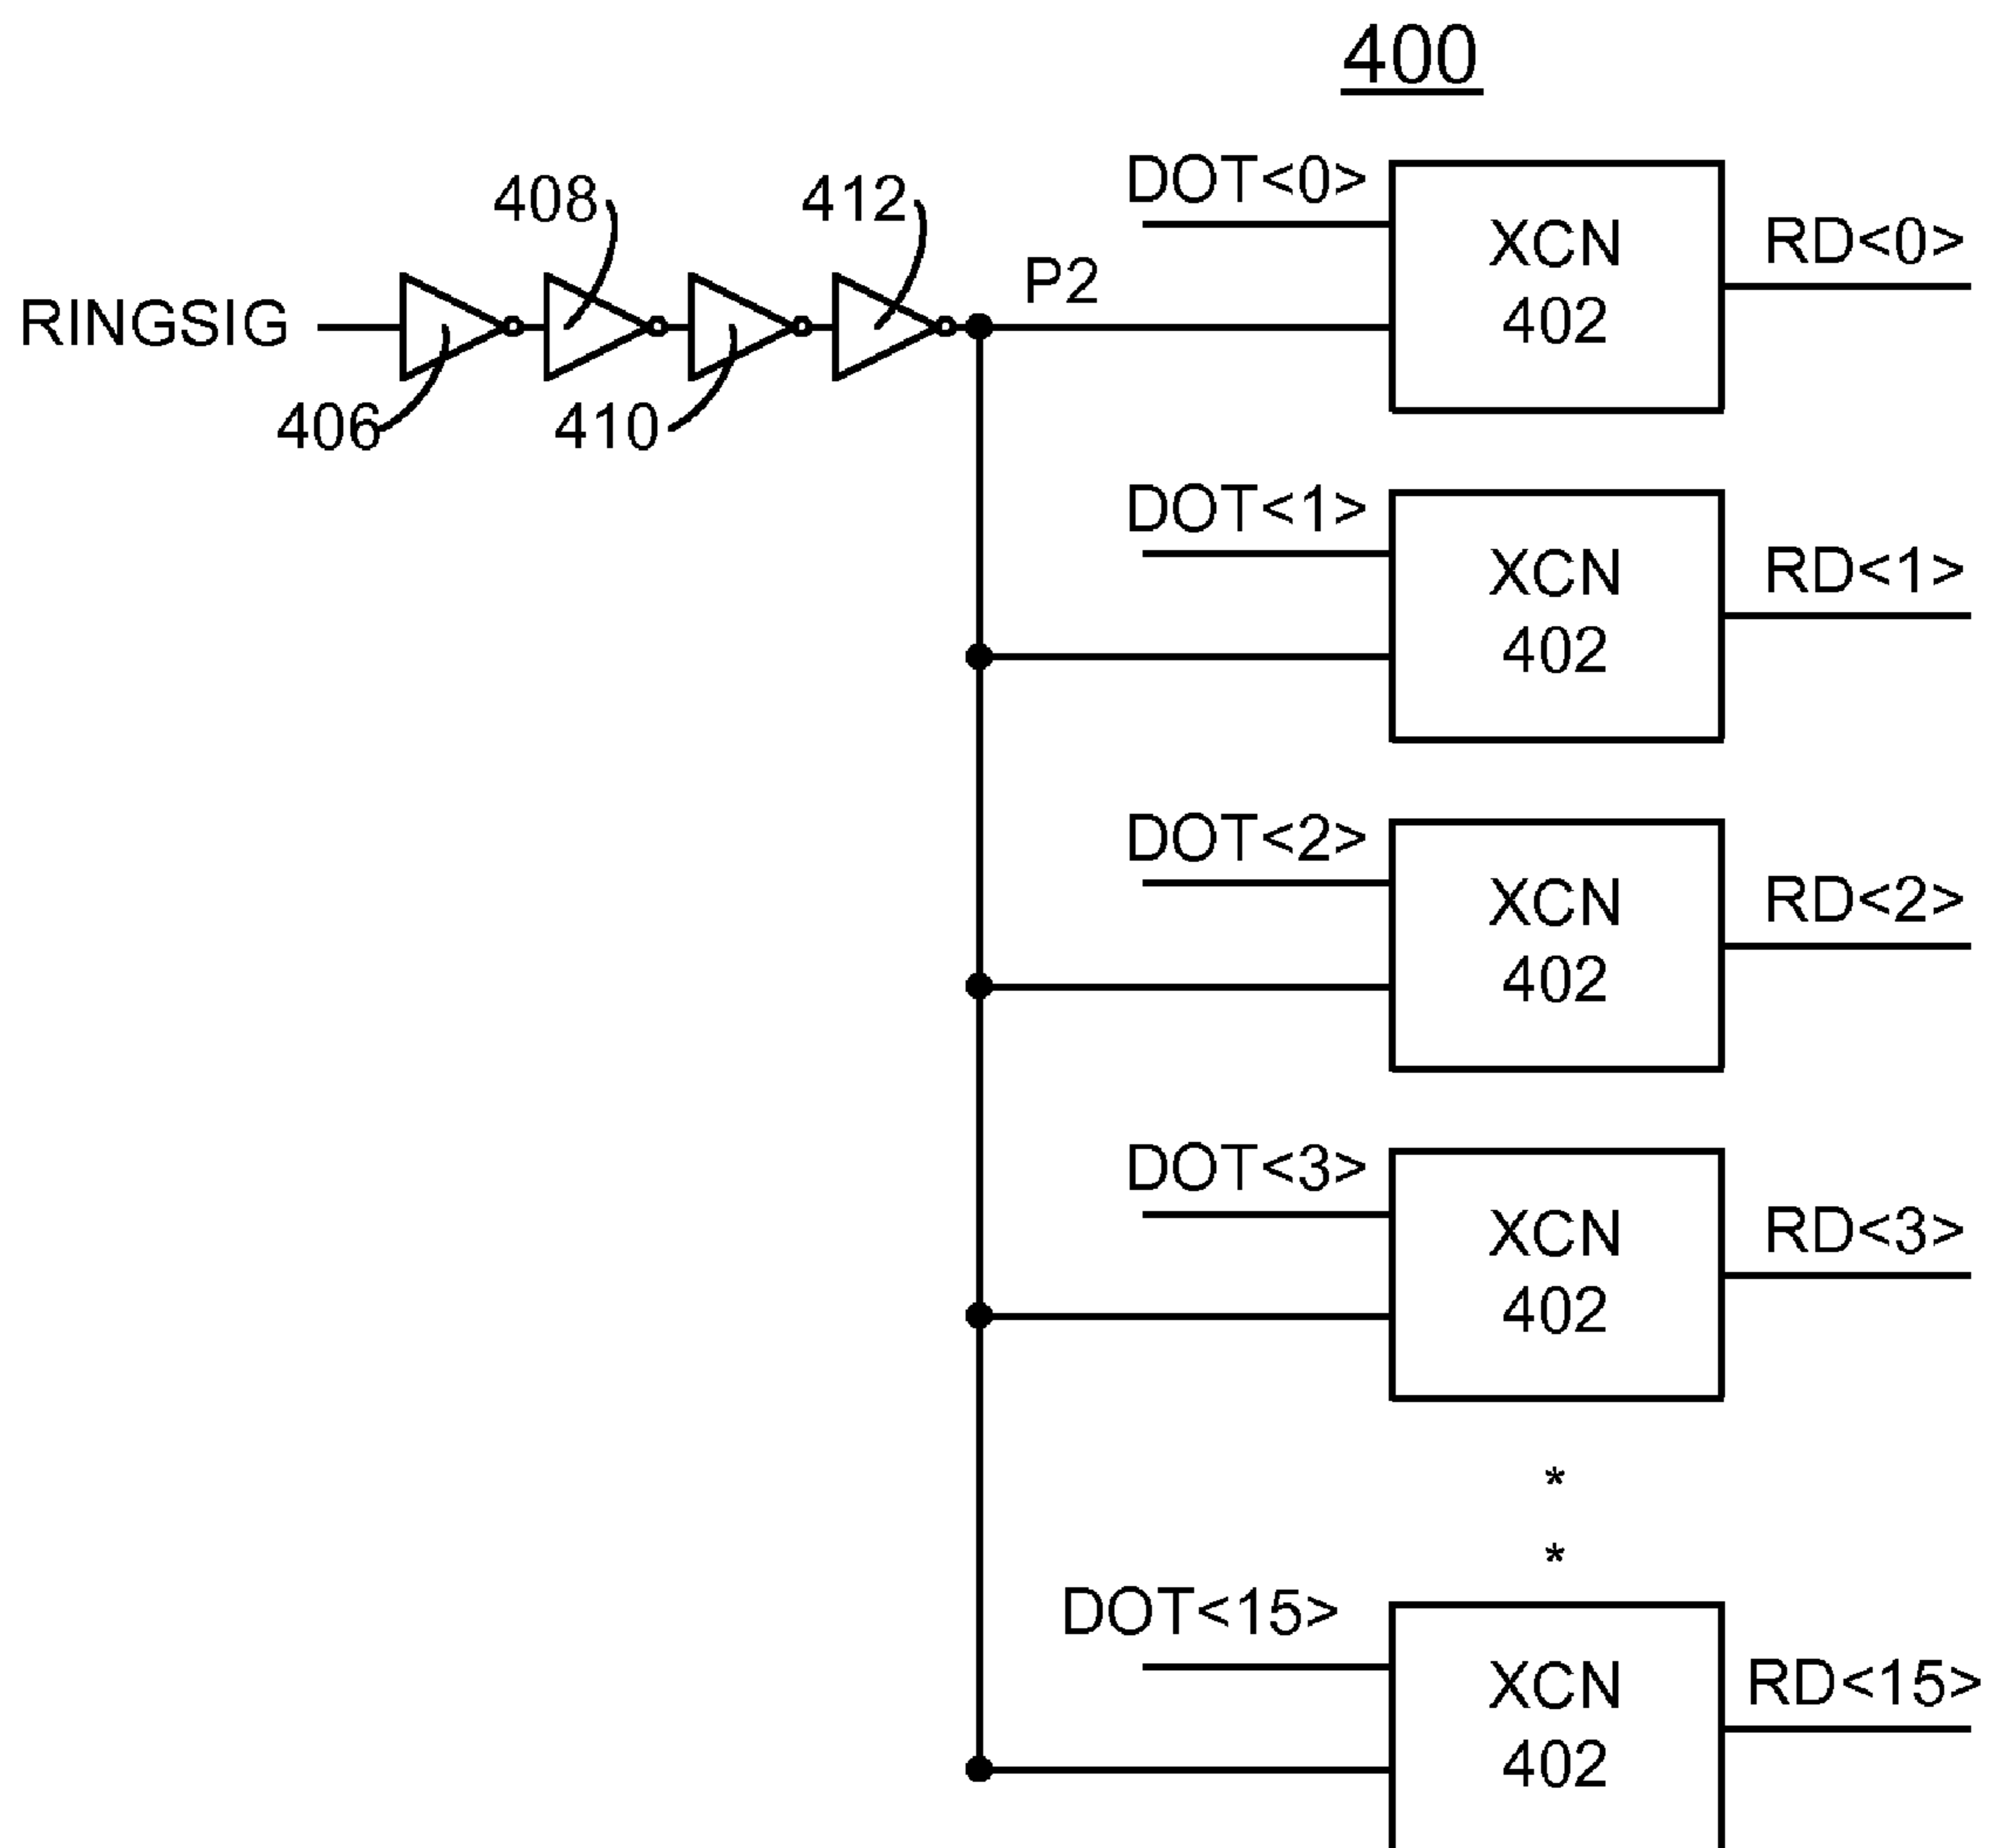 400
408
412
RINGSIG
406
410
P2
DOT<0>
XCN
402
RD<0>
DOT<1>
XCN
402
RD<1>
DOT<2>
XCN
402
RD<2>
DOT<3>
XCN
402
RD<3>
*
*
DOT<15>
XCN
402
RD<15>